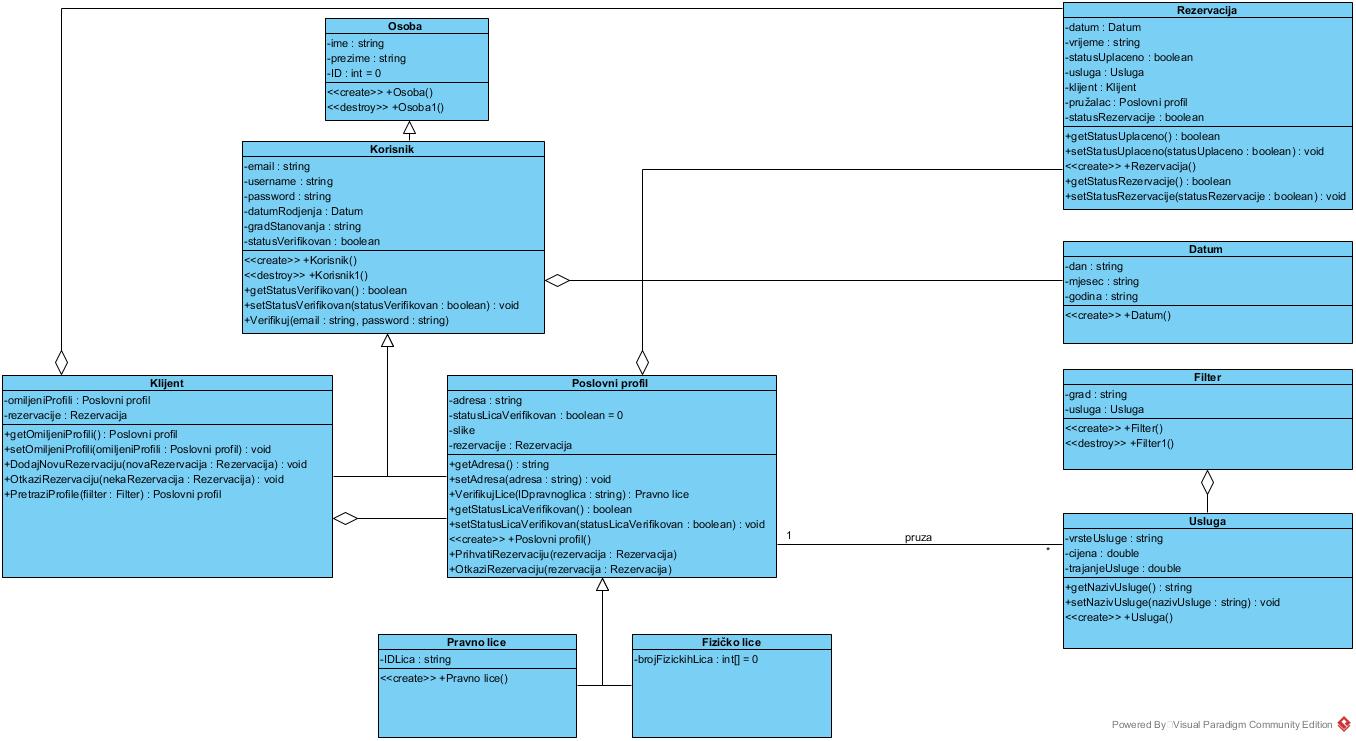 Osoba
-ime : string
-prezime : string
-ID : int = 0
<<create>> +Osoba()
<<destroy>> +Osoba1()
Rezervacija
-datum : Datum
-vrijeme : string
-statusUplaceno : boolean
-usluga : Usluga
-klijent : Klijent
-pružalac : Poslovni profil
-statusRezervacije : boolean
+getStatusUplaceno() : boolean
+setStatusUplaceno(statusUplaceno : boolean) : void
<<create>> +Rezervacija()
+getStatusRezervacije() : boolean
+setStatusRezervacije(statusRezervacije : boolean) : void
Korisnik
-email : string
-username : string
-password : string
-datumRodjenja : Datum
-gradStanovanja : string
-statusVerifikovan : boolean
<<create>> +Korisnik()
<<destroy>> +Korisnik1()
+getStatusVerifikovan() : boolean
+setStatusVerifikovan(statusVerifikovan : boolean) : void
+Verifikuj(email : string, password : string)
Datum
-dan : string
-mjesec : string
-godina : string
<<create>> +Datum()
Klijent
-omiljeniProfili : Poslovni profil
-rezervacije : Rezervacija
+getOmiljeniProfili() : Poslovni profil
+setOmiljeniProfili(omiljeniProfili : Poslovni profil) : void
+DodajNovuRezervaciju(novaRezervacija : Rezervacija) : void
+OtkaziRezervaciju(nekaRezervacija : Rezervacija) : void
+PretraziProfile(fiilter : Filter) : Poslovni profil
Poslovni profil
-adresa : string
-statusLicaVerifikovan : boolean = 0
-slike
-rezervacije : Rezervacija
+getAdresa() : string
+setAdresa(adresa : string) : void
+VerifikujLice(IDpravnoglica : string) : Pravno lice
+getStatusLicaVerifikovan() : boolean
+setStatusLicaVerifikovan(statusLicaVerifikovan : boolean) : void
<<create>> +Poslovni profil()
+PrihvatiRezervaciju(rezervacija : Rezervacija)
+OtkaziRezervaciju(rezervacija : Rezervacija)
Filter
-grad : string
-usluga : Usluga
<<create>> +Filter()
<<destroy>> +Filter1()
1
pruza
*
Usluga
-vrsteUsluge : string
-cijena : double
-trajanjeUsluge : double
+getNazivUsluge() : string
+setNazivUsluge(nazivUsluge : string) : void
<<create>> +Usluga()
Pravno lice
-IDLica : string
<<create>> +Pravno lice()
Fizičko lice
-brojFizickihLica : int[] = 0
Powered By Visual Paradigm Community Edition